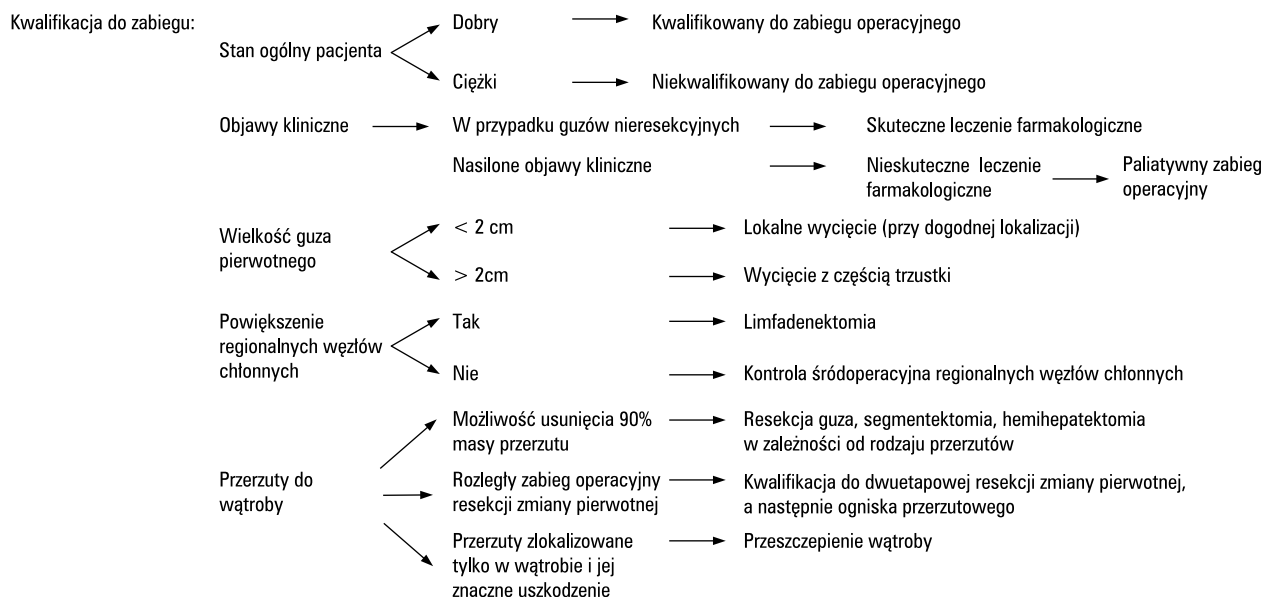 Kwalifikacja do zabiegu:
Stan ogólny pacjenta
Dobry
Kwalifikowany do zabiegu operacyjnego
Ciężki
Niekwalifikowany do zabiegu operacyjnego
Objawy kliniczne
W przypadku guzów nieresekcyjnych
Skuteczne leczenie farmakologiczne
Nasilone objawy kliniczne
Nieskuteczne leczenie
farmakologiczne
Paliatywny zabieg
operacyjny
Wielkość guza
pierwotnego
< 2 cm
Lokalne wycięcie (przy dogodnej lokalizacji)
> 2cm
Wycięcie z częścią trzustki
Powiększenie
regionalnych węzłów
chłonnych
Tak
Limfadenektomia
Nie
Kontrola śródoperacyjna regionalnych węzłów chłonnych
Przerzuty do
wątroby
Możliwość usunięcia 90%
masy przerzutu
Resekcja guza, segmentektomia, hemihepatektomia
w zależności od rodzaju przerzutów
Rozległy zabieg operacyjny
resekcji zmiany pierwotnej
Kwalifikacja do dwuetapowej resekcji zmiany pierwotnej,
a następnie ogniska przerzutowego
Przerzuty zlokalizowane
tylko w wątrobie i jej
znaczne uszkodzenie
Przeszczepienie wątroby